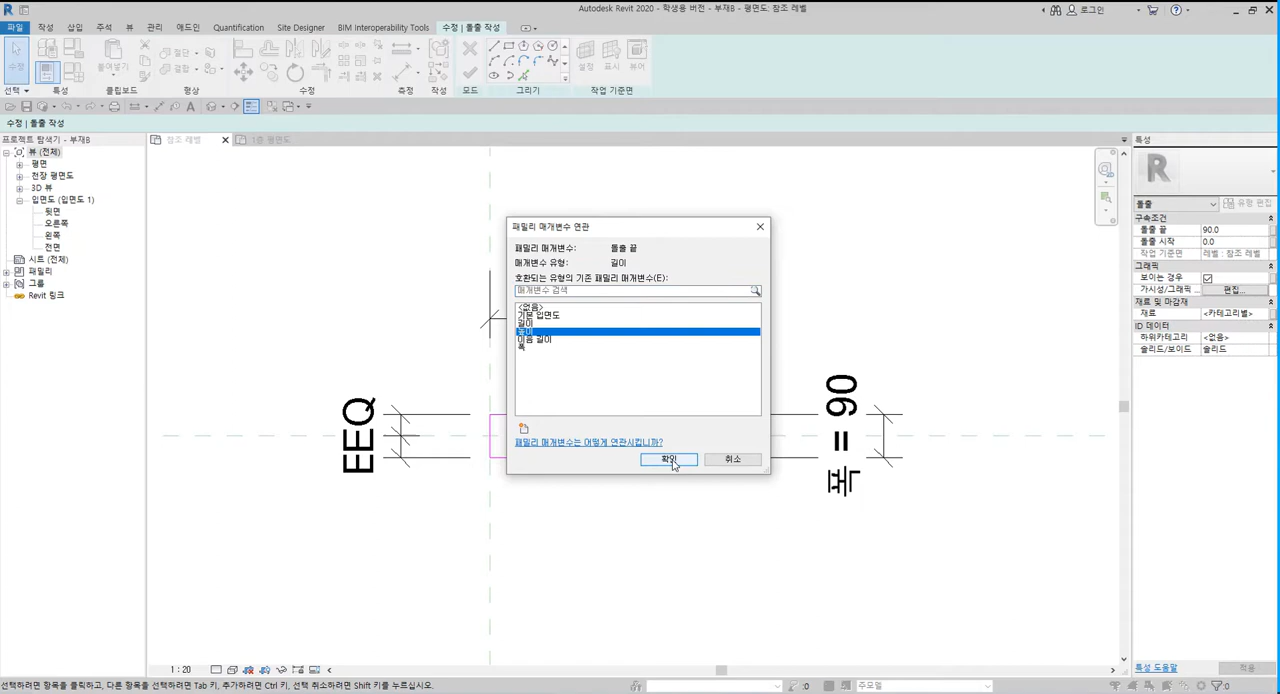 Autodesk Revit 2020 - 학생용 버전 - 부재B - 평면도: 참조 레벨
로그인
파일 작성 삽입 주석 뷰 관리 애드인 Quantification Site Designer BIM Interoperability Tools 수정 | 돌출 작성
수정 붙여넣기 절단 결합 설정 표시 뷰어
선택 특성 클립보드 형상 수정 측정 작성 모드 그리기 작업 기준면
수정 | 돌출 작성
프로젝트 탐색기 - 부재B
참조 레벨
1층 평면도
특성
뷰 (전체)
평면
천장 평면도
3D 뷰
입면도 (입면도 1)
뒷면
오른쪽
왼쪽
전면
시트 (전체)
패밀리
그룹
Revit 링크
패밀리 매개변수 연관
패밀리 매개변수: 돌출 끝
매개변수 유형: 길이
호환되는 유형의 기존 패밀리 매개변수(E):
매개변수 검색
<없음>
기본 입면도
길이
높이
이음 길이
폭
패밀리 매개변수는 어떻게 연관시킵니까?
확인 취소
EEQ
폭 = 90
돌출 유형 편집
구속조건
돌출 끝 90.0
돌출 시작 0.0
작업 기준면 레벨 : 참조 레벨
그래픽
보이는 경우
가시성/그래픽 ... 편집...
재료 및 마감재
재료 <카테고리별>
ID 데이터
하위카테고리 <없음>
솔리드/보이드 솔리드
특성 도움말 적용
1 : 20
선택하려면 항목을 클릭하고, 다른 항목을 선택하려면 Tab 키, 추가하려면 Ctrl 키, 선택 취소하려면 Shift 키를 누르십시오.
:0
주모델
:0